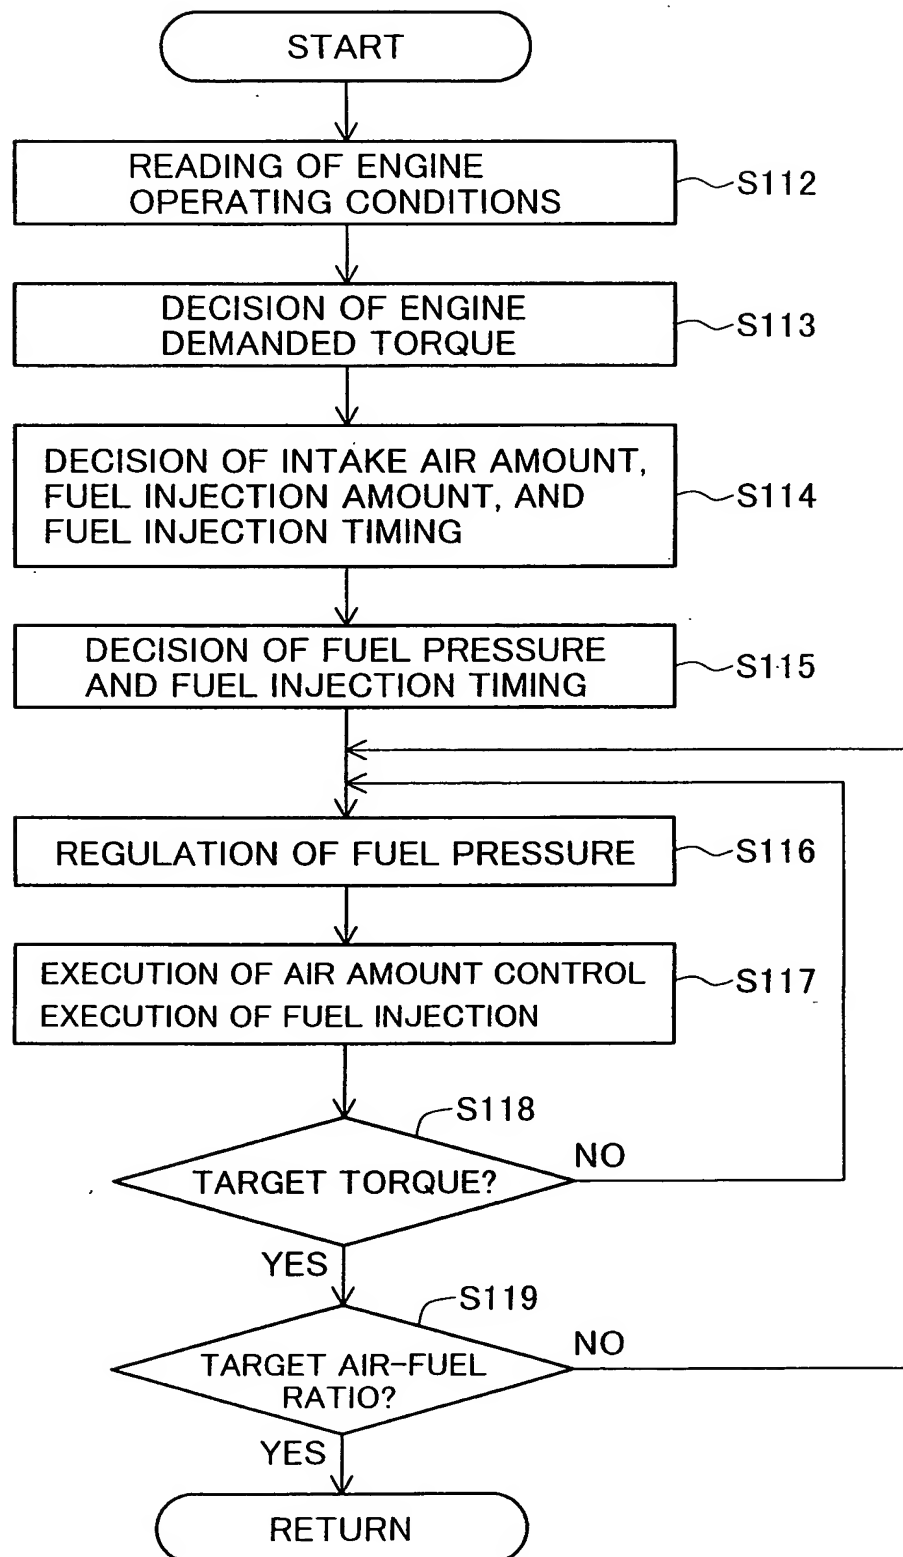 START
READING OF ENGINE
OPERATING CONDITIONS
S112
DECISION OF ENGINE
DEMANDED TORQUE
S113
DECISION OF INTAKE AIR AMOUNT,
FUEL INJECTION AMOUNT, AND
FUEL INJECTION TIMING
S114
DECISION OF FUEL PRESSURE
AND FUEL INJECTION TIMING
S115
REGULATION OF FUEL PRESSURE
S116
EXECUTION OF AIR AMOUNT CONTROL
EXECUTION OF FUEL INJECTION
S117
S118
TARGET TORQUE?
NO
YES
S119
TARGET AIR-FUEL
RATIO?
NO
YES
RETURN